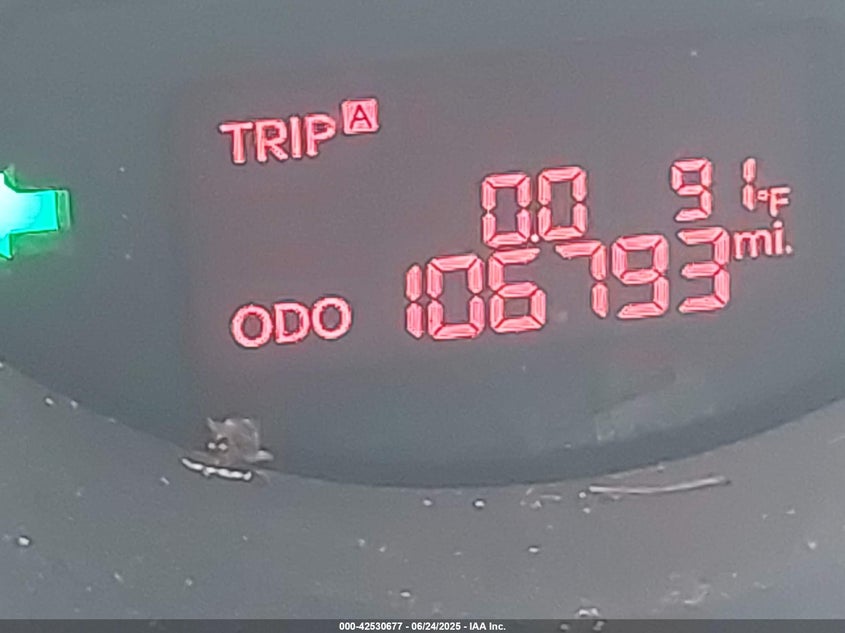 TRIP A
0.0 91°F
ODO 106793 mi.
000-42530677 - 06/24/2025 - IAA Inc.